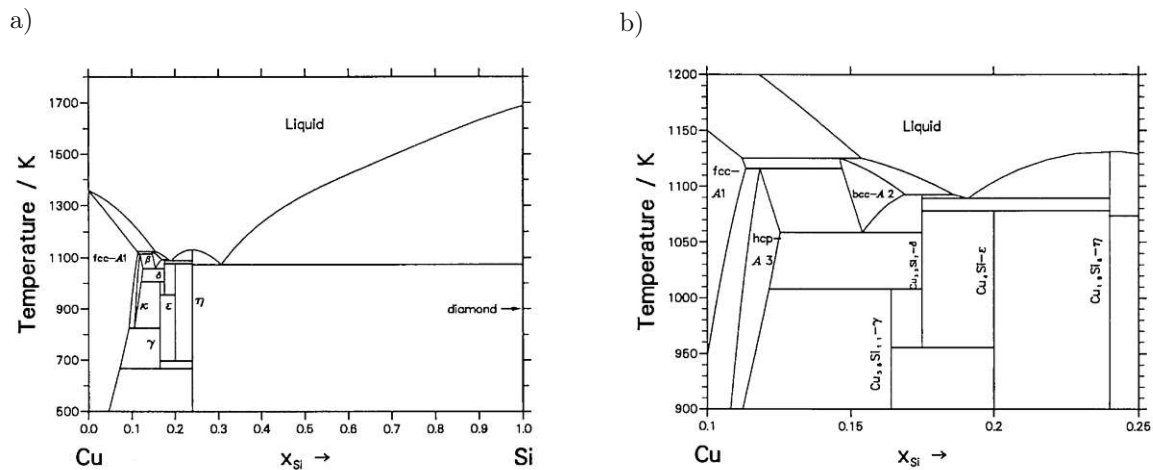 a)
b)
1700
1500
1300
1100
900
700
500
Temperature / K
Liquid
fcc-A1
β
δ
κ
ε
η
γ
diamond →
0.0 0.1 0.2 0.3 0.4 0.5 0.6 0.7 0.8 0.9 1.0
Cu
x_Si →
Si
1200
1150
1100
1050
1000
950
900
Temperature / K
Liquid
fcc-
A1
bcc-A2
hcp-
A3
Cu₃₃Si₇-δ
Cu₄Si-ε
Cu₁₉Si₆-η
Cu₅₆Si₁₁-γ
0.1 0.15 0.2 0.25
Cu
x_Si →